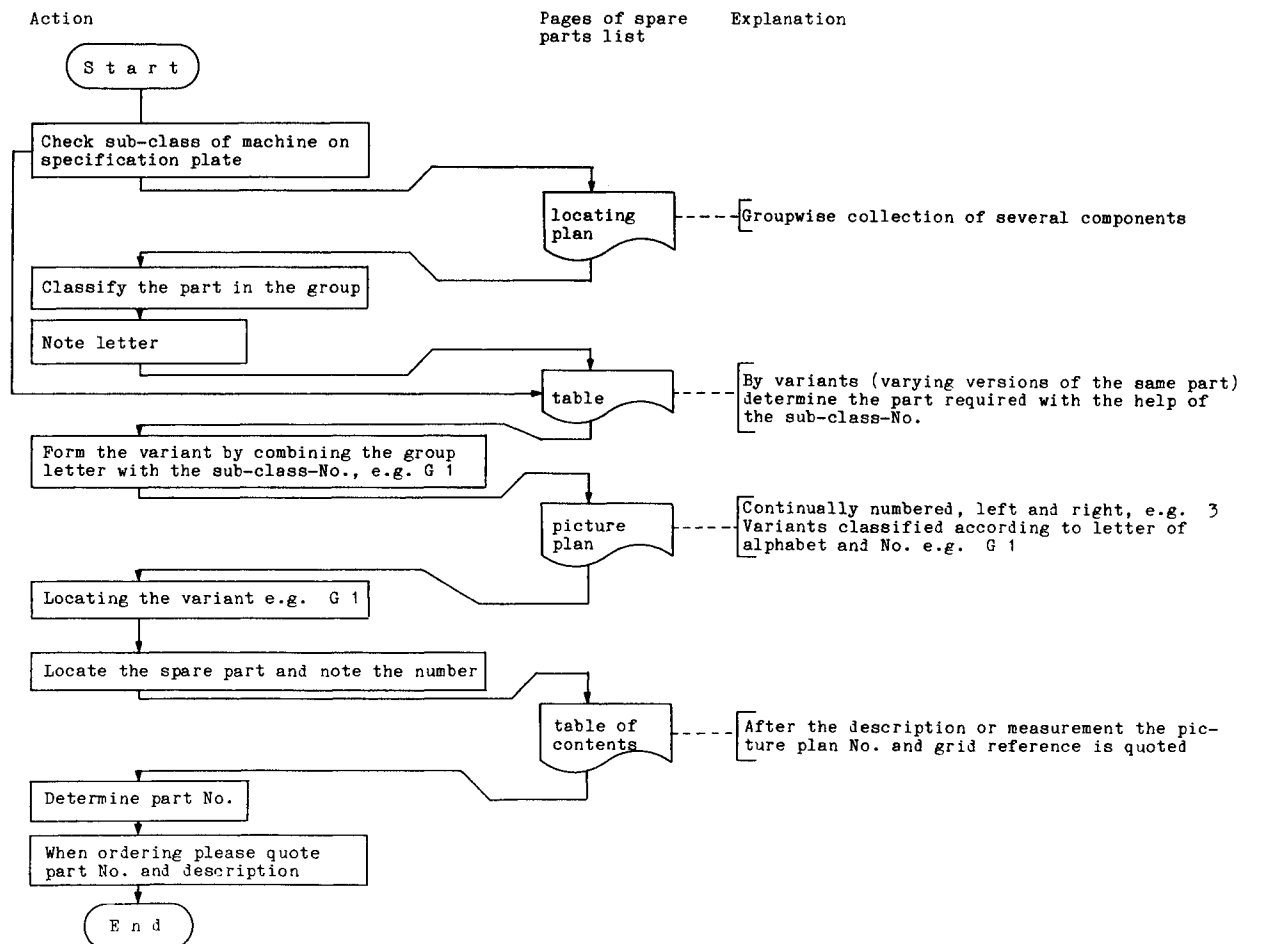 Action
Pages of spare
parts list
Explanation
Start
Check sub-class of machine on
specification plate
locating
plan
Groupwise collection of several components
Classify the part in the group
Note letter
table
By variants (varying versions of the same part)
determine the part required with the help of
the sub-class-No.
Form the variant by combining the group
letter with the sub-class-No., e.g. G 1
picture
plan
Continually numbered, left and right, e.g. 3
Variants classified according to letter of
alphabet and No. e.g. G 1
Locating the variant e.g. G 1
Locate the spare part and note the number
table of
contents
After the description or measurement the pic-
ture plan No. and grid reference is quoted
Determine part No.
When ordering please quote
part No. and description
End